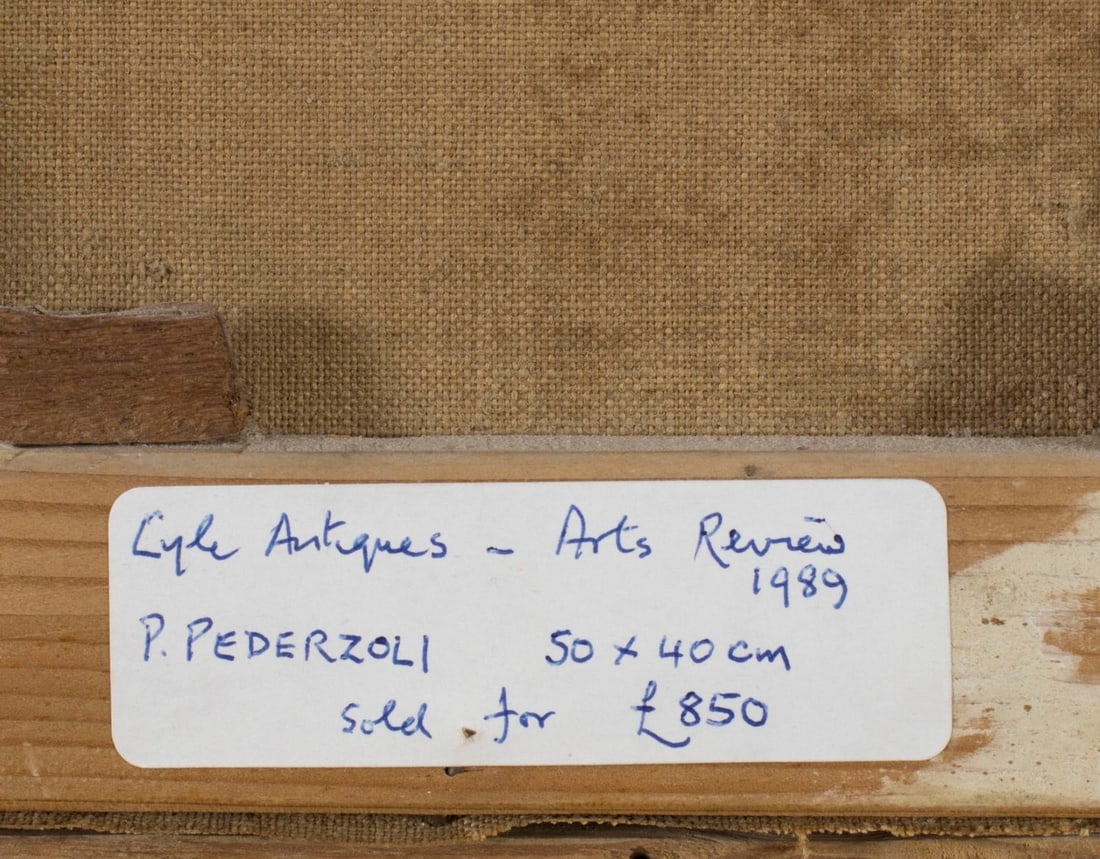 Lyle Antiques - Arts Review
1989
P. PEDERZOLI 50 x 40 cm
sold for £850